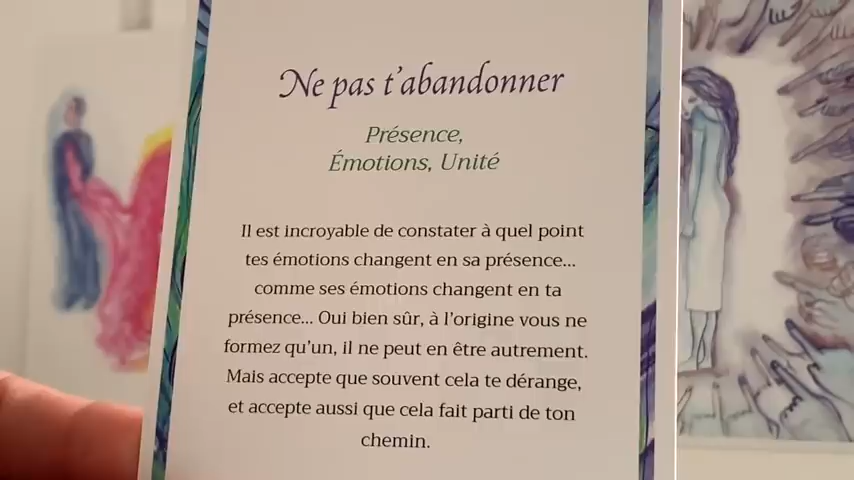 Ne pas t'abandonner
Présence,
Émotions, Unité
Il est incroyable de constater à quel point
tes émotions changent en sa présence...
comme ses émotions changent en ta
présence... Oui bien sûr, à l'origine vous ne
formez qu'un, il ne peut en être autrement.
Mais accepte que souvent cela te dérange,
et accepte aussi que cela fait parti de ton
chemin.